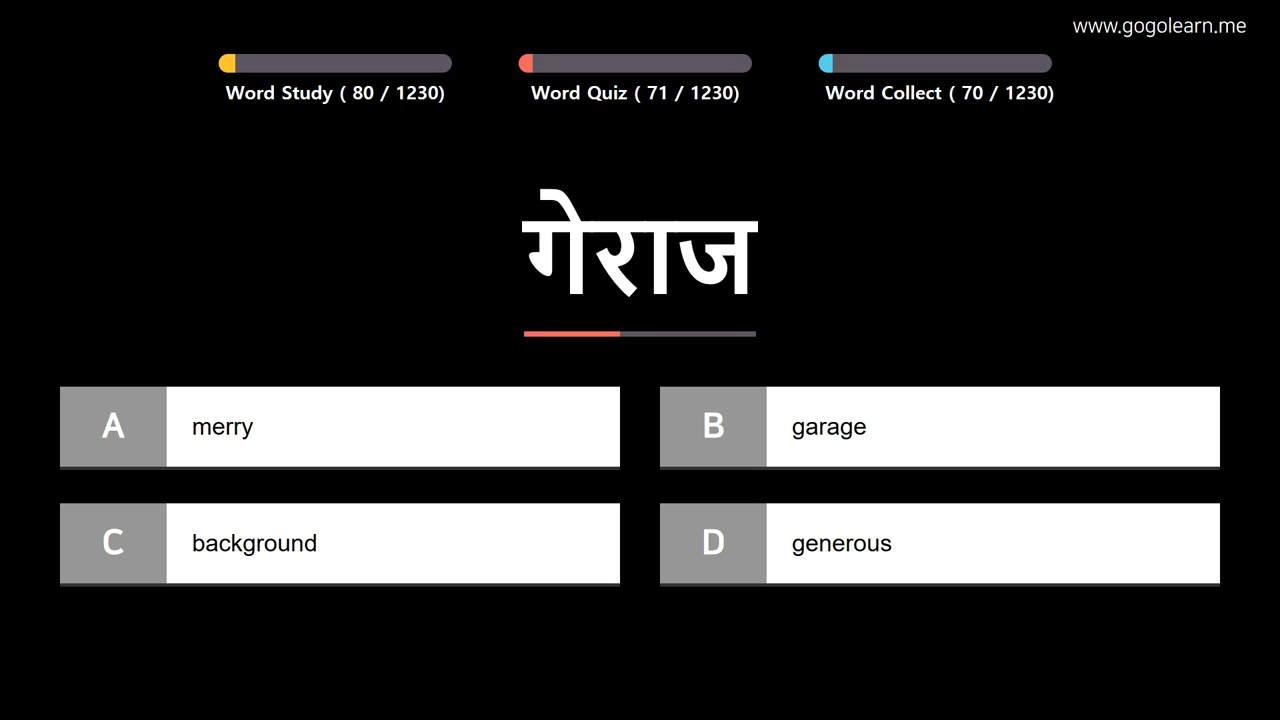 www.gogolearn.me
Word Study ( 80 / 1230)
Word Quiz ( 71 / 1230)
Word Collect ( 70 / 1230)
गेराज
A merry
B garage
C background
D generous